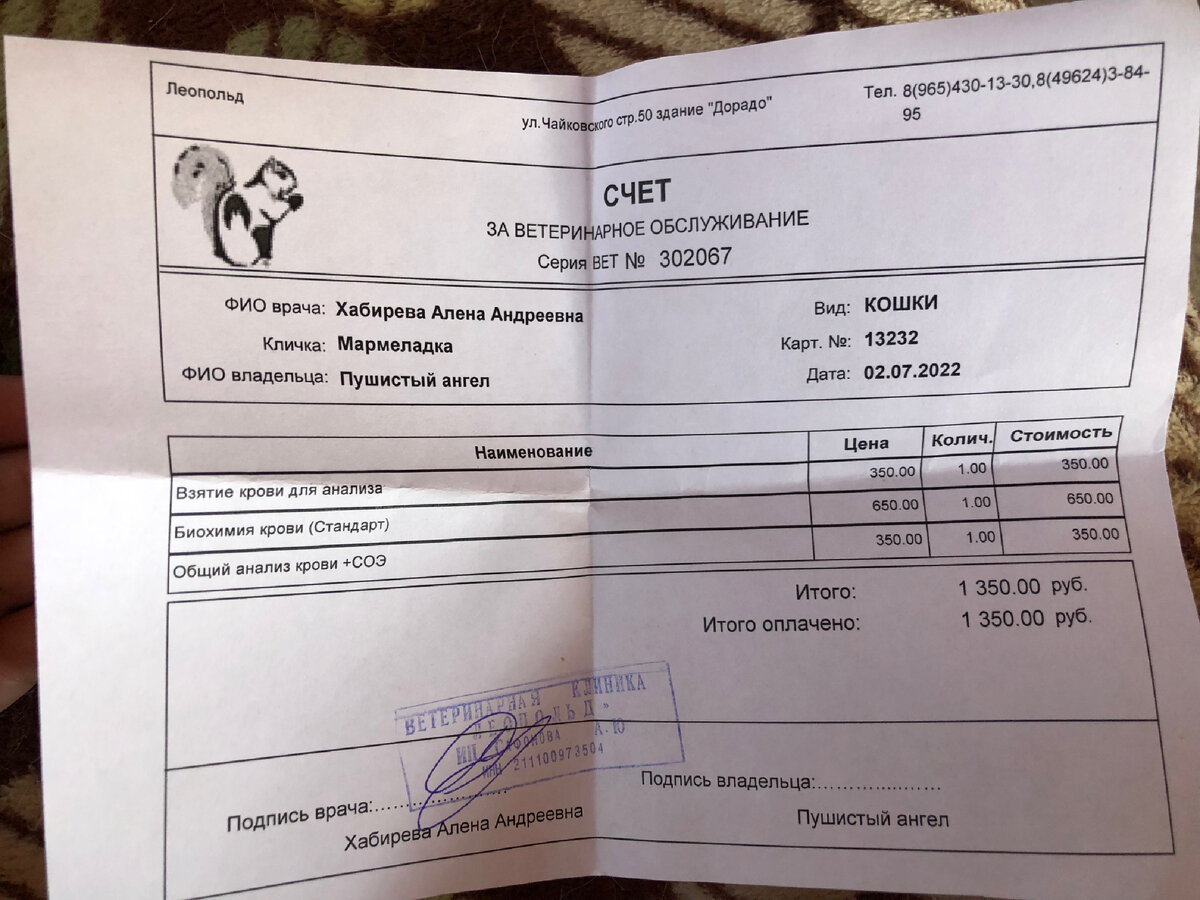 Леопольд
ул.Чайковского стр.50 здание "Дорадо"
Тел. 8(965)430-13-30,8(49624)3-84-
95
СЧЕТ
ЗА ВЕТЕРИНАРНОЕ ОБСЛУЖИВАНИЕ
Серия ВЕТ № 302067
ФИО врача: Хабирева Алена Андреевна
Вид: КОШКИ
Кличка: Мармеладка
Карт. №: 13232
ФИО владельца: Пушистый ангел
Дата: 02.07.2022
Наименование Цена Колич. Стоимость
Взятие крови для анализа 350.00 1.00 350.00
Биохимия крови (Стандарт) 650.00 1.00 650.00
Общий анализ крови +СОЭ 350.00 1.00 350.00
Итого: 1 350.00 руб.
Итого оплачено: 1 350.00 руб.
ВЕТЕРИНАРНАЯ КЛИНИКА
ЛЕОПОЛЬД"
ИП А.Ю
ИНН 211100973504
Подпись врача:...................
Хабирева Алена Андреевна
Подпись владельца:...................
Пушистый ангел